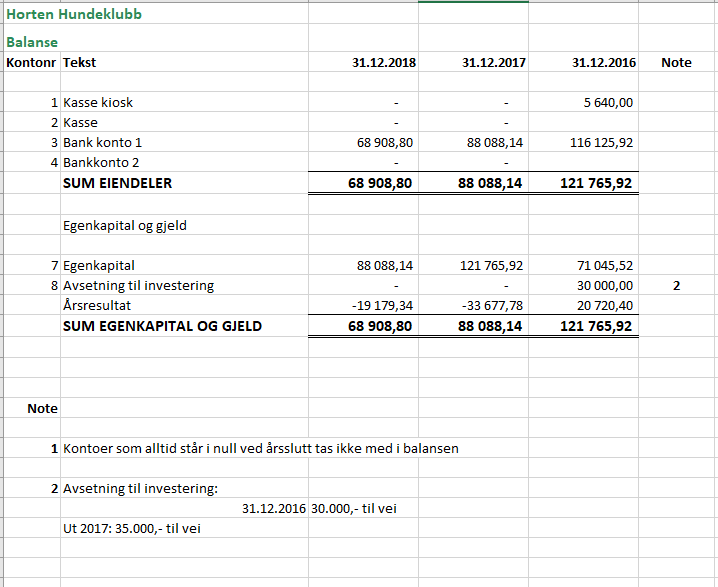 Horten Hundeklubb
Balanse
Kontonr Tekst 31.12.2018 31.12.2017 31.12.2016 Note
1 Kasse kiosk - - 5 640,00
2 Kasse - -
3 Bank konto 1 68 908,80 88 088,14 116 125,92
4 Bankkonto 2 - -
SUM EIENDELER 68 908,80 88 088,14 121 765,92
Egenkapital og gjeld
7 Egenkapital 88 088,14 121 765,92 71 045,52
8 Avsetning til investering - - 30 000,00 2
Årsresultat -19 179,34 -33 677,78 20 720,40
SUM EGENKAPITAL OG GJELD 68 908,80 88 088,14 121 765,92
Note
1 Kontoer som alltid står i null ved årsslutt tas ikke med i balansen
2 Avsetning til investering:
31.12.2016 30.000,- til vei
Ut 2017: 35.000,- til vei